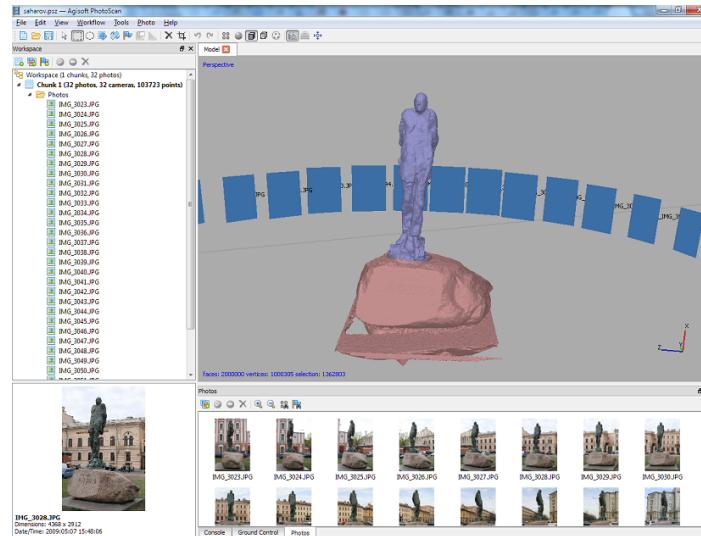 saharov.psz — Agisoft PhotoScan
File Edit View Workflow Tools Photo Help
Workspace
Model
Workspace (1 chunks, 32 photos)
Chunk 1 (32 photos, 32 cameras, 103723 points)
Photos
IMG_3023.JPG
IMG_3024.JPG
IMG_3025.JPG
IMG_3026.JPG
IMG_3027.JPG
IMG_3028.JPG
IMG_3029.JPG
IMG_3030.JPG
IMG_3031.JPG
IMG_3032.JPG
IMG_3033.JPG
IMG_3034.JPG
IMG_3035.JPG
IMG_3036.JPG
IMG_3037.JPG
IMG_3038.JPG
IMG_3039.JPG
IMG_3040.JPG
IMG_3041.JPG
IMG_3042.JPG
IMG_3043.JPG
IMG_3044.JPG
IMG_3045.JPG
IMG_3046.JPG
IMG_3047.JPG
IMG_3048.JPG
IMG_3049.JPG
IMG_3050.JPG
Perspective
X
Z Y
faces: 2000000 vertices: 1000305 selection: 1362803
IMG_3028.JPG
Dimensions: 4368 x 2912
Date/Time: 2009:05:07 15:48:06
Photos
IMG_3023.JPG IMG_3024.JPG IMG_3025.JPG IMG_3026.JPG IMG_3027.JPG IMG_3028.JPG IMG_3029.JPG IMG_3030.JPG
Console Ground Control Photos